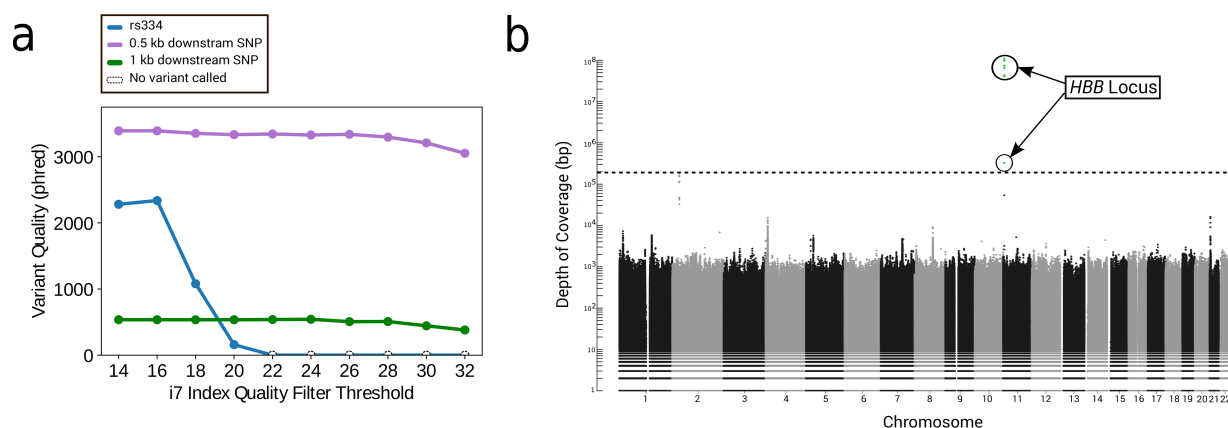 a
rs334
0.5 kb downstram SNP
1 kb downstream SNP
No variant called
Variant Quality (phred)
3000
2000
1000
0
14 16 18 20 22 24 26 28 30 32
i7 Index Quality Filter Threshold
b
HBB Locus
Depth of Coverage (bp)
10⁸
10⁷
10⁶
10⁵
10⁴
10³
10²
10
1
1 2 3 4 5 6 7 8 9 10 11 12 13 14 15 16 17 18 19 20 21 22
Chromosome